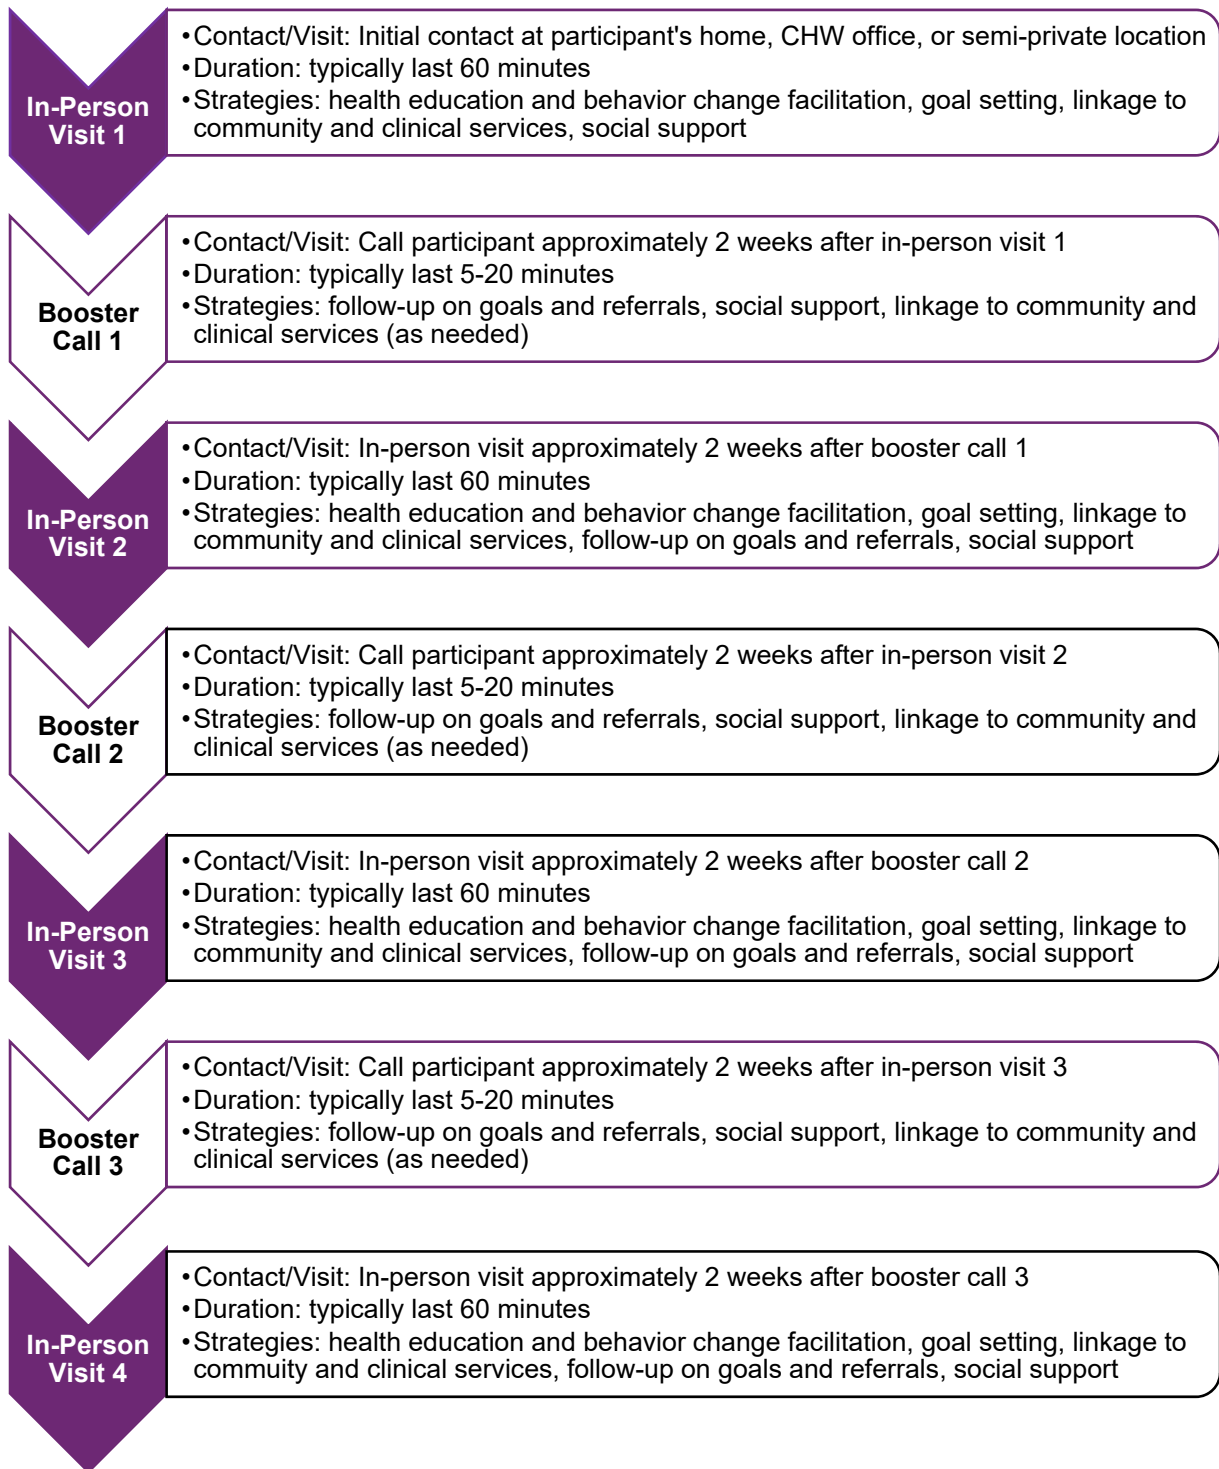 In-Person
Visit 1
•Contact/Visit: Initial contact at participant's home, CHW office, or semi-private location
•Duration: typically last 60 minutes
•Strategies: health education and behavior change facilitation, goal setting, linkage to
community and clinical services, social support
Booster
Call 1
•Contact/Visit: Call participant approximately 2 weeks after in-person visit 1
•Duration: typically last 5-20 minutes
•Strategies: follow-up on goals and referrals, social support, linkage to community and
clinical services (as needed)
In-Person
Visit 2
•Contact/Visit: In-person visit approximately 2 weeks after booster call 1
•Duration: typically last 60 minutes
•Strategies: health education and behavior change facilitation, goal setting, linkage to
community and clinical services, follow-up on goals and referrals, social support
Booster
Call 2
•Contact/Visit: Call participant approximately 2 weeks after in-person visit 2
•Duration: typically last 5-20 minutes
•Strategies: follow-up on goals and referrals, social support, linkage to community and
clinical services (as needed)
In-Person
Visit 3
•Contact/Visit: In-person visit approximately 2 weeks after booster call 2
•Duration: typically last 60 minutes
•Strategies: health education and behavior change facilitation, goal setting, linkage to
community and clinical services, follow-up on goals and referrals, social support
Booster
Call 3
•Contact/Visit: Call participant approximately 2 weeks after in-person visit 3
•Duration: typically last 5-20 minutes
•Strategies: follow-up on goals and referrals, social support, linkage to community and
clinical services (as needed)
In-Person
Visit 4
•Contact/Visit: In-person visit approximately 2 weeks after booster call 3
•Duration: typically last 60 minutes
•Strategies: health education and behavior change facilitation, goal setting, linkage to
commuity and clinical services, follow-up on goals and referrals, social support